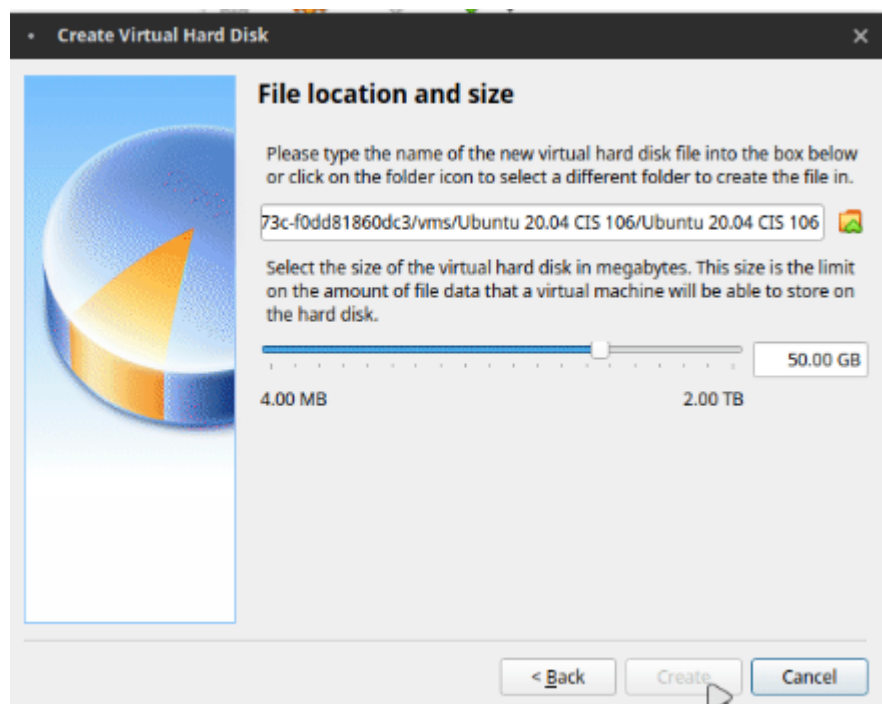 Create Virtual Hard Disk
File location and size
Please type the name of the new virtual hard disk file into the box below
or click on the folder icon to select a different folder to create the file in.
73c-f0dd81860dc3/vms/Ubuntu 20.04 CIS 106/Ubuntu 20.04 CIS 106
Select the size of the virtual hard disk in megabytes. This size is the limit
on the amount of file data that a virtual machine will be able to store on
the hard disk.
50.00 GB
4.00 MB 2.00 TB
< Back Create Cancel